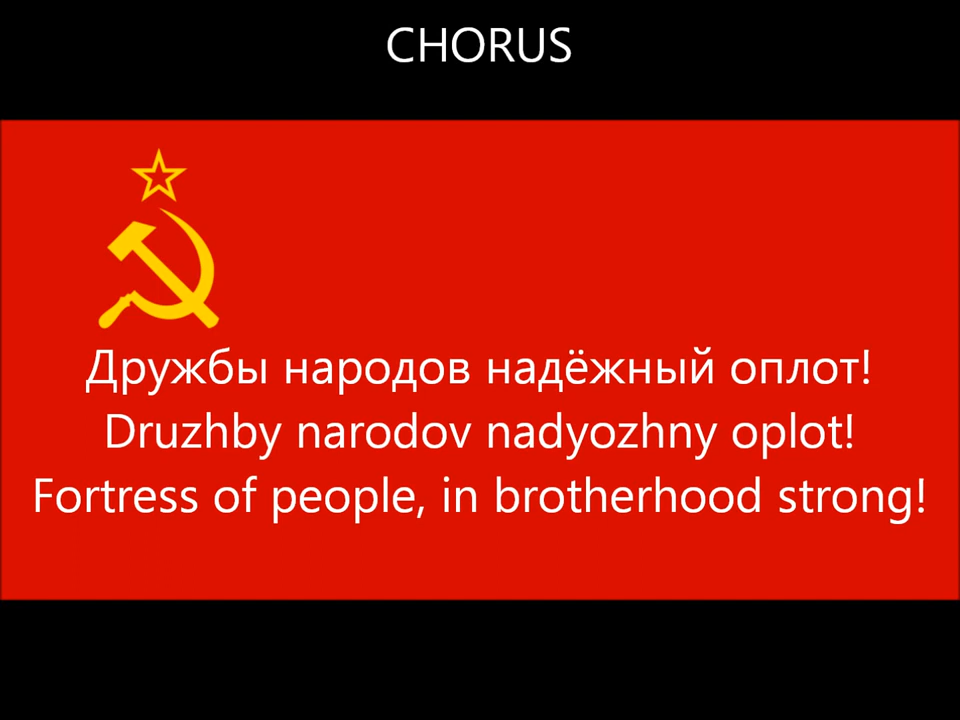 CHORUS
Дружбы народов надёжный оплот!
Druzhby narodov nadyozhny oplot!
Fortress of people, in brotherhood strong!